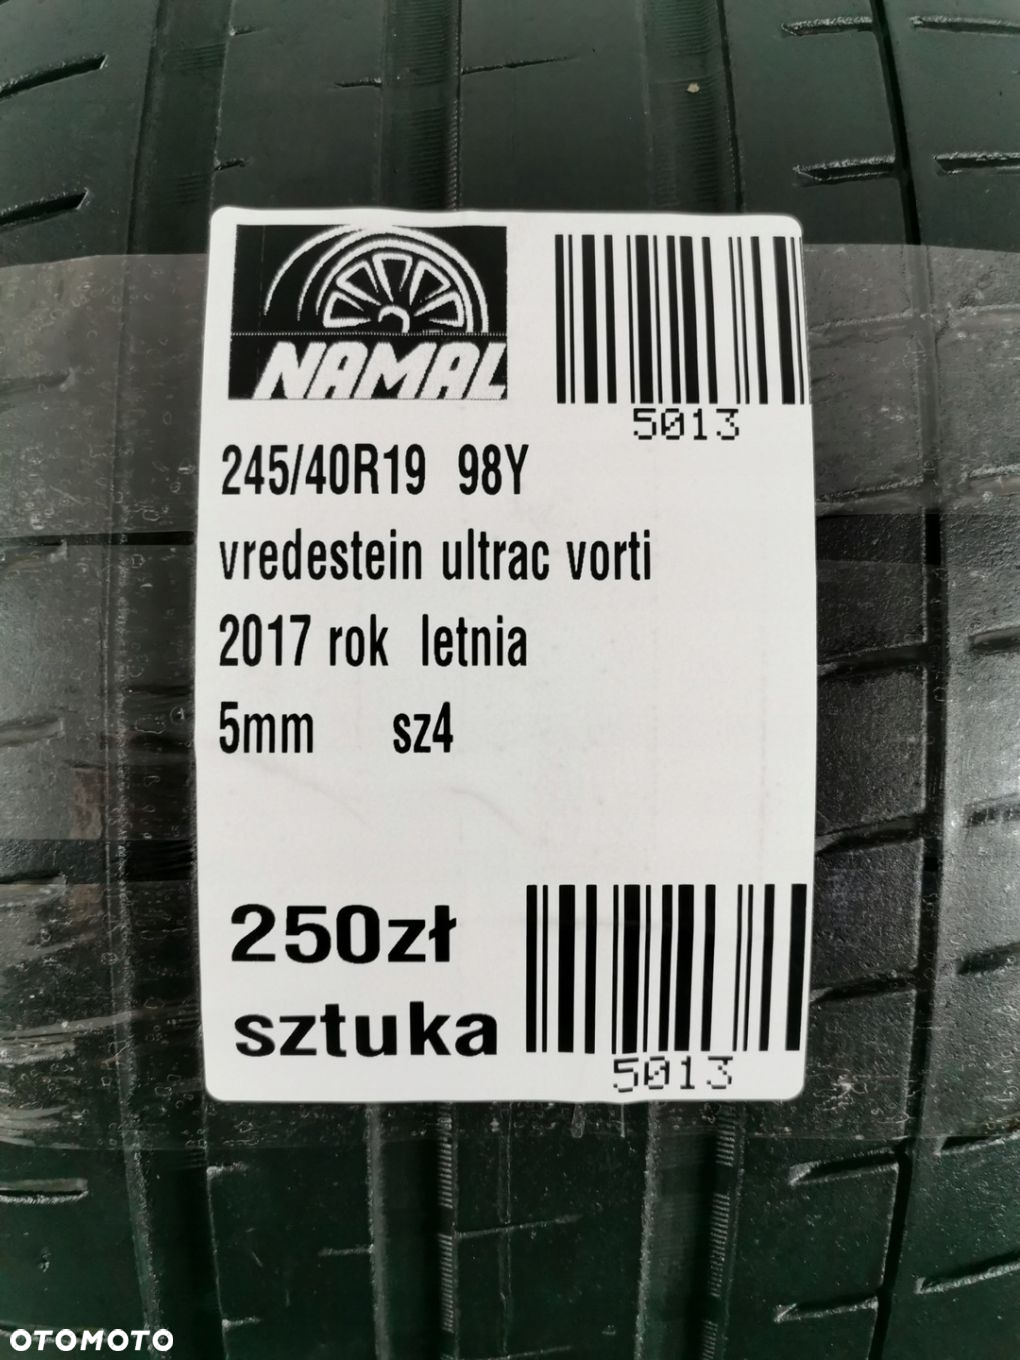 NAMAL
5013
245/40R19 98Y
vredestein ultrac vorti
2017 rok letnia
5mm sz4
250zł
sztuka
5013
OTOMOTO